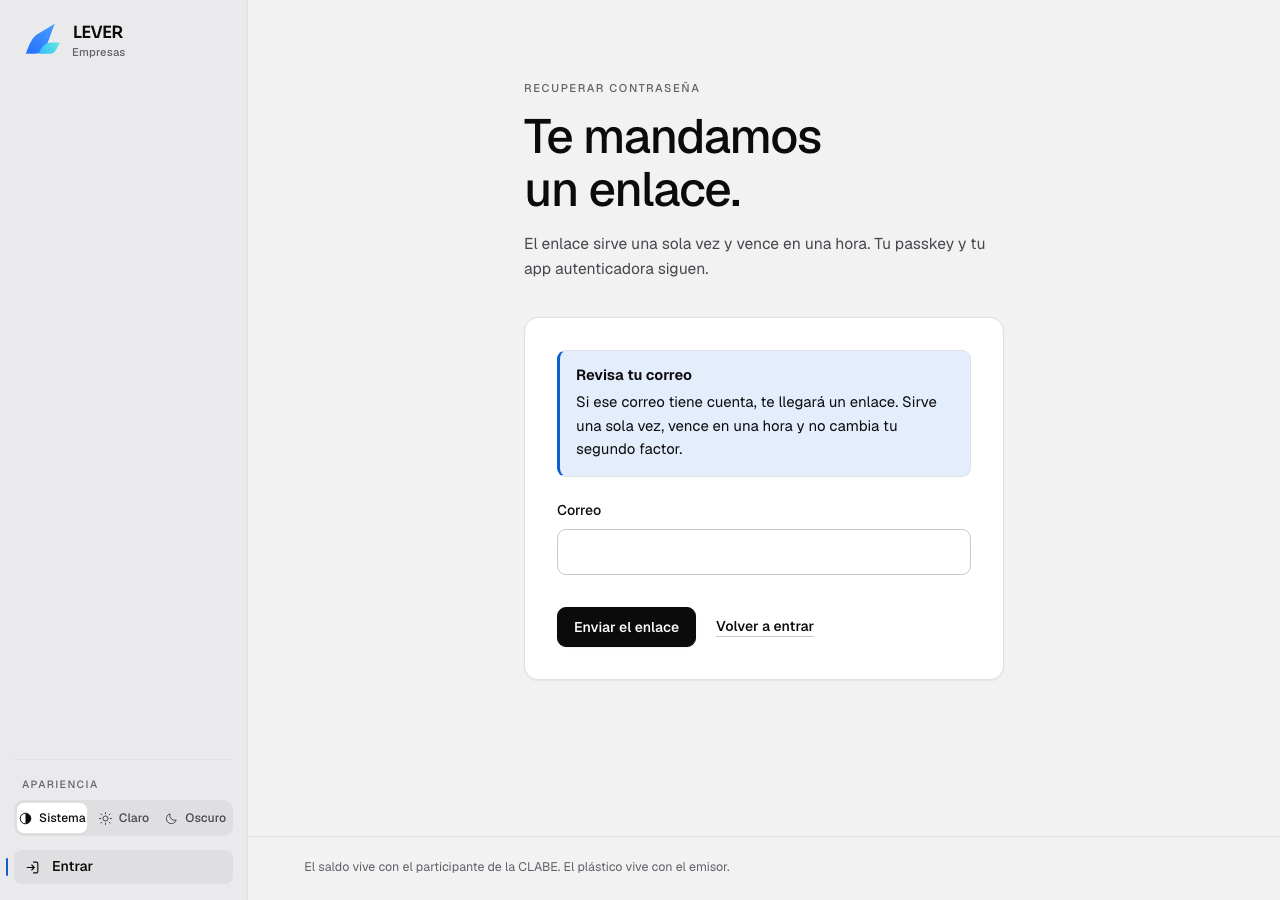 LEVER
Empresas
RECUPERAR CONTRASEÑA
Te mandamos
un enlace.
El enlace sirve una sola vez y vence en una hora. Tu passkey y tu
app autenticadora siguen.
Revisa tu correo
Si ese correo tiene cuenta, te llegará un enlace. Sirve
una sola vez, vence en una hora y no cambia tu
segundo factor.
Correo
Enviar el enlace Volver a entrar
APARIENCIA
Sistema Claro Oscuro
Entrar
El saldo vive con el participante de la CLABE. El plástico vive con el emisor.